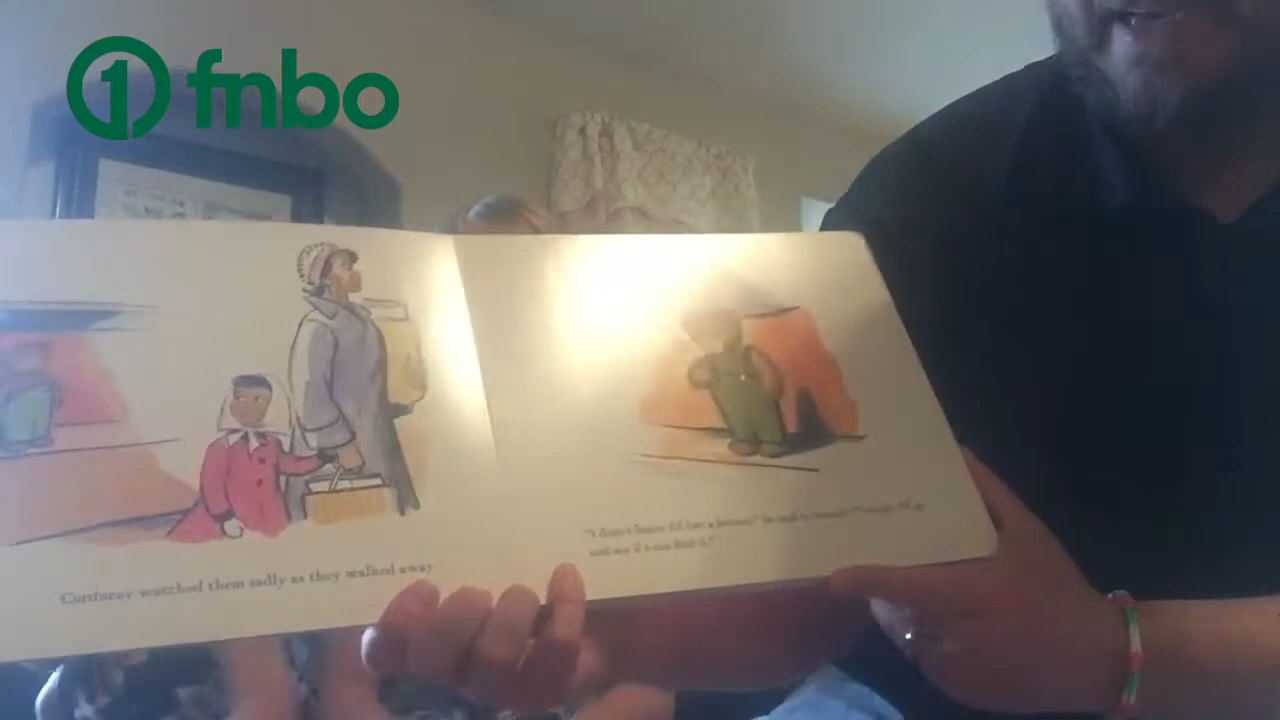 fnbo
Corduroy watched them sadly as they walked away
"I didn't know I'd lost a button," he said to himself. "Tonight I'll go
and see if I can find it."